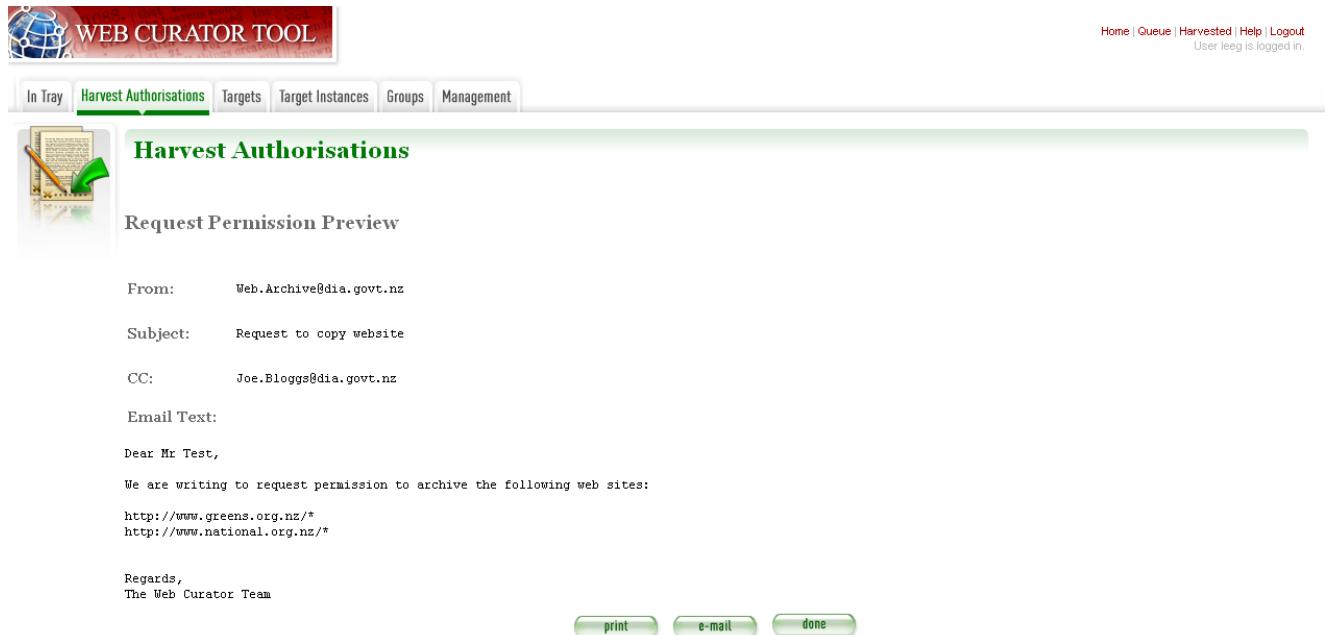 WEB CURATOR TOOL
Home | Queue | Harvested | Help | Logout
User leeg is logged in.
In Tray Harvest Authorisations Targets Target Instances Groups Management
Harvest Authorisations
Request Permission Preview
From: Web.Archive@dia.govt.nz
Subject: Request to copy website
CC: Joe.Bloggs@dia.govt.nz
Email Text:
Dear Mr Test,
We are writing to request permission to archive the following web sites:
http://www.greens.org.nz/*
http://www.national.org.nz/*
Regards,
The Web Curator Team
print e-mail done